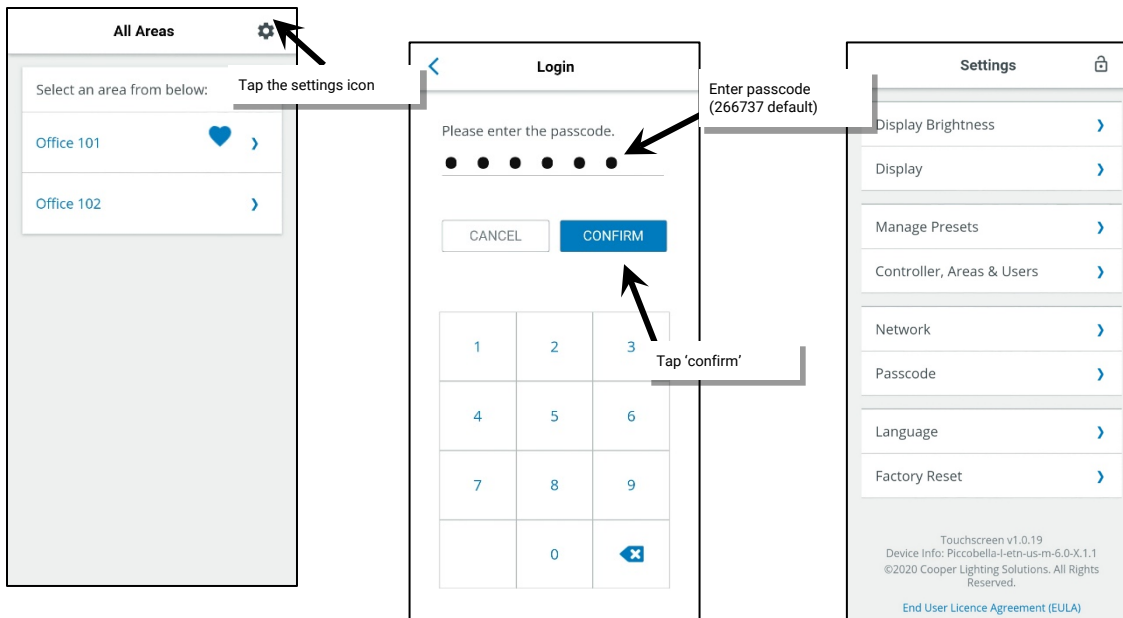 All Areas
Tap the settings icon
Select an area from below:
Office 101
Office 102
Login
Enter passcode
(266737 default)
Please enter the passcode.
CANCEL
CONFIRM
Tap ‘confirm’
1 2 3
4 5 6
7 8 9
0
Settings
Display Brightness
Display
Manage Presets
Controller, Areas & Users
Network
Passcode
Language
Factory Reset
Touchscreen v1.0.19
Device Info: Piccobella-l-etn-us-m-6.0-X.1.1
©2020 Cooper Lighting Solutions. All Rights
Reserved.
End User Licence Agreement (EULA)